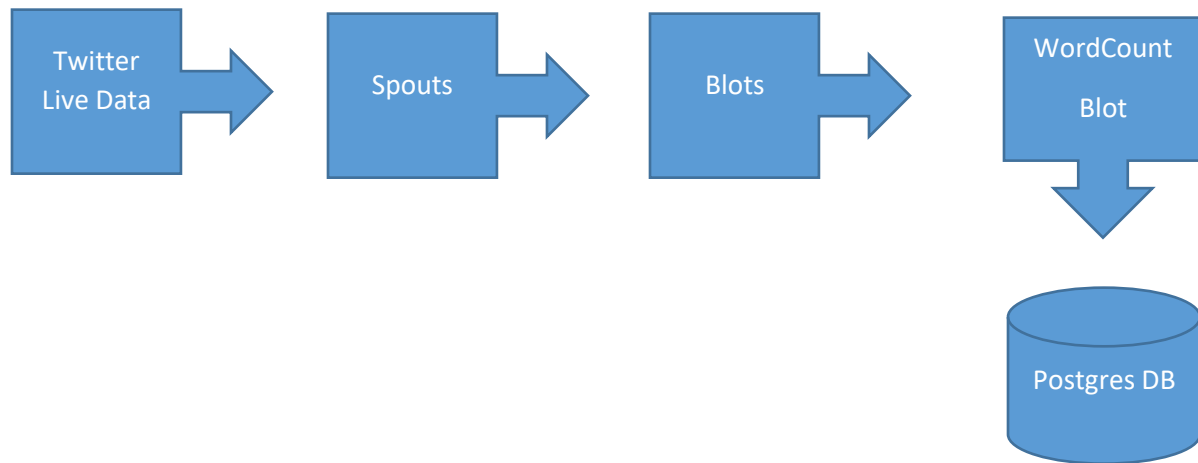 Twitter
Live Data
Spouts
Blots
WordCount
Blot
Postgres DB